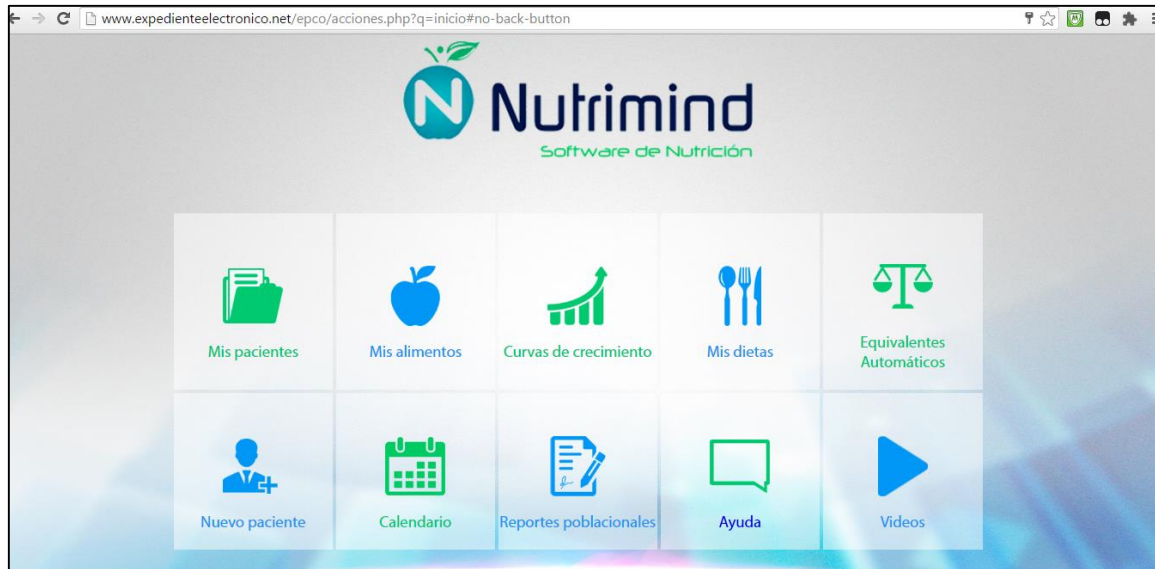 www.expedienteelectronico.net/epco/acciones.php?q=inicio#no-back-button
N Nutrimind
Software de Nutrición
Mis pacientes
Mis alimentos
Curvas de crecimiento
Mis dietas
Equivalentes
Automáticos
Nuevo paciente
Calendario
Reportes poblacionales
Ayuda
Videos